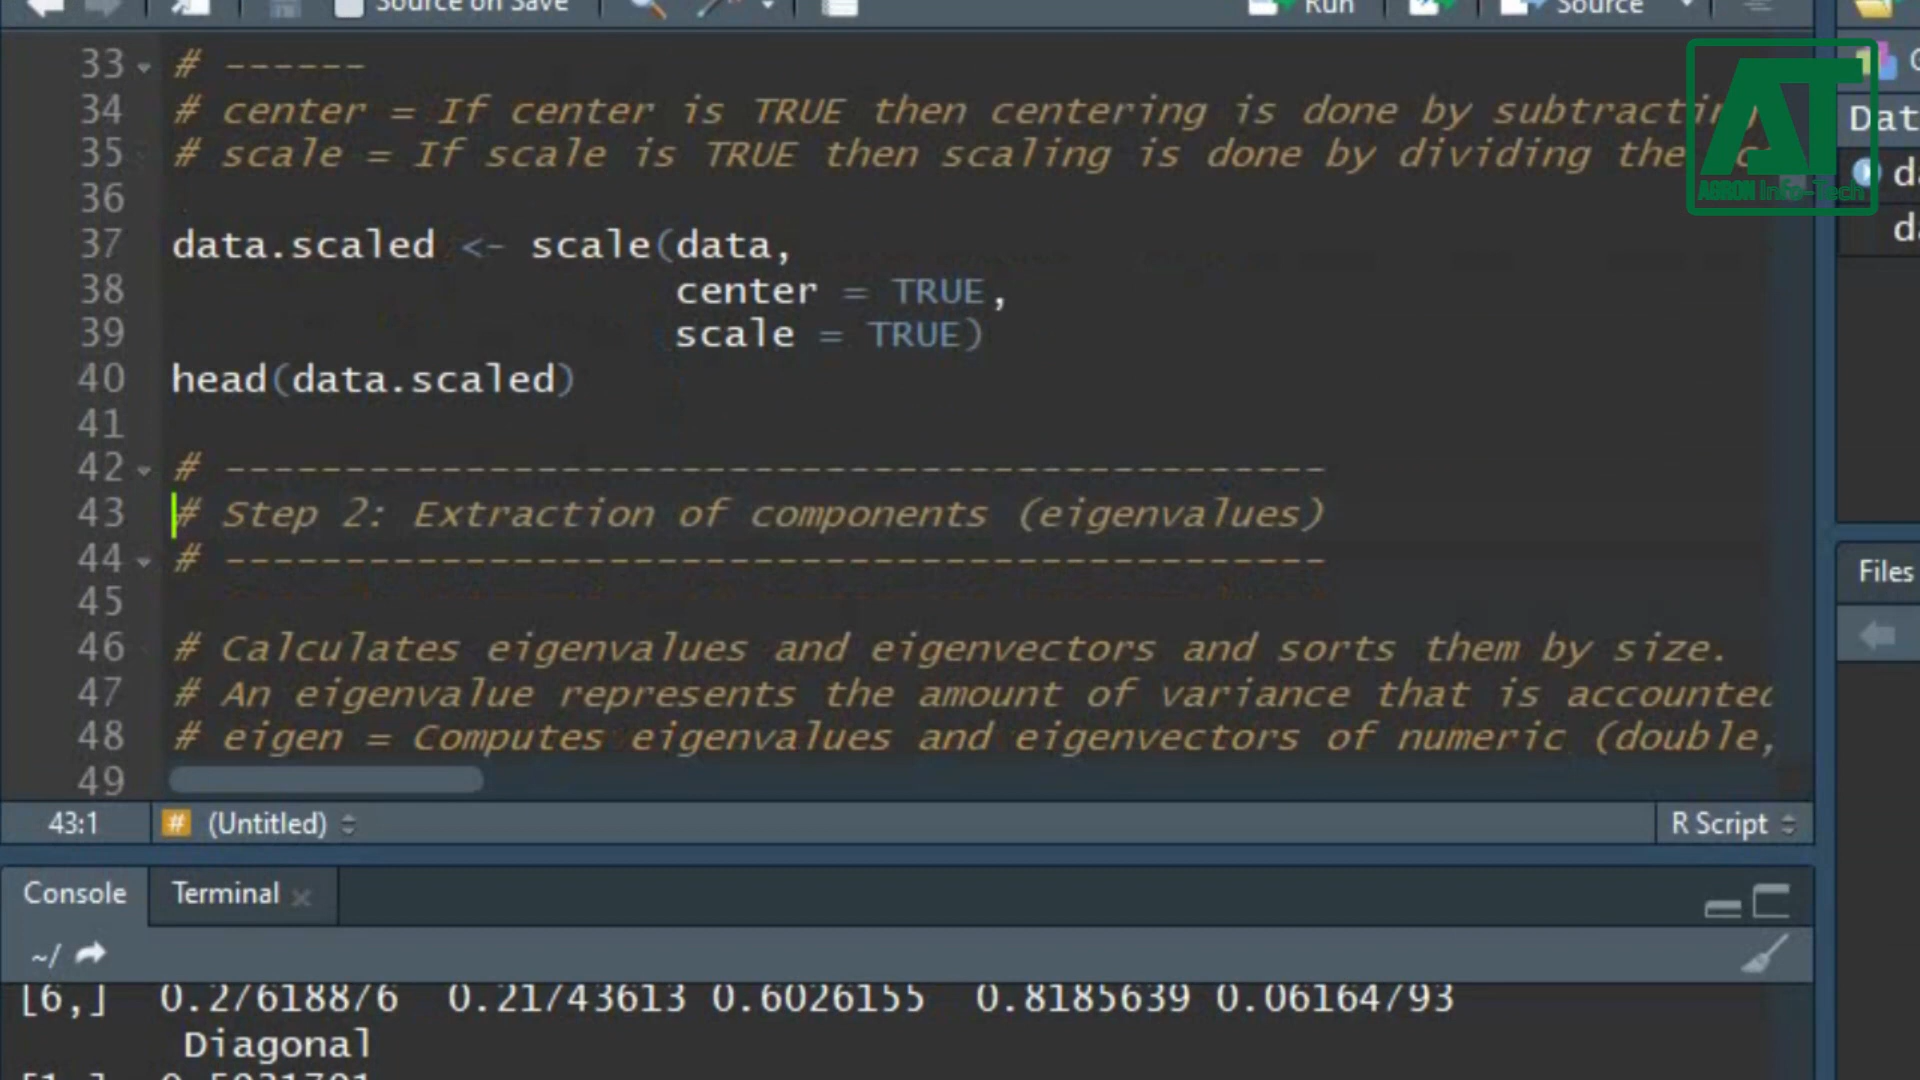 Source on Save
Run
Source
33 # ------
34 # center = If center is TRUE then centering is done by
35 # scale = If scale is TRUE then scaling is done by dividing the
36
37 data.scaled <- scale(data,
38 center = TRUE,
39 scale = TRUE)
40 head(data.scaled)
41
42 # ----------------------------------------------
43 # Step 2: Extraction of components (eigenvalues)
44 # ----------------------------------------------
45
46 # Calculates eigenvalues and eigenvectors and sorts them by size.
47 # An eigenvalue represents the amount of variance that is
48 # eigen = Computes eigenvalues and eigenvectors of numeric (double,
49
43:1 # (Untitled) R Script
Console Terminal
~/
[6,] 0.2761876 0.21743613 0.6026155 0.8185639 0.06164793
Diagonal
AT
AGRON Info-Tech
Files